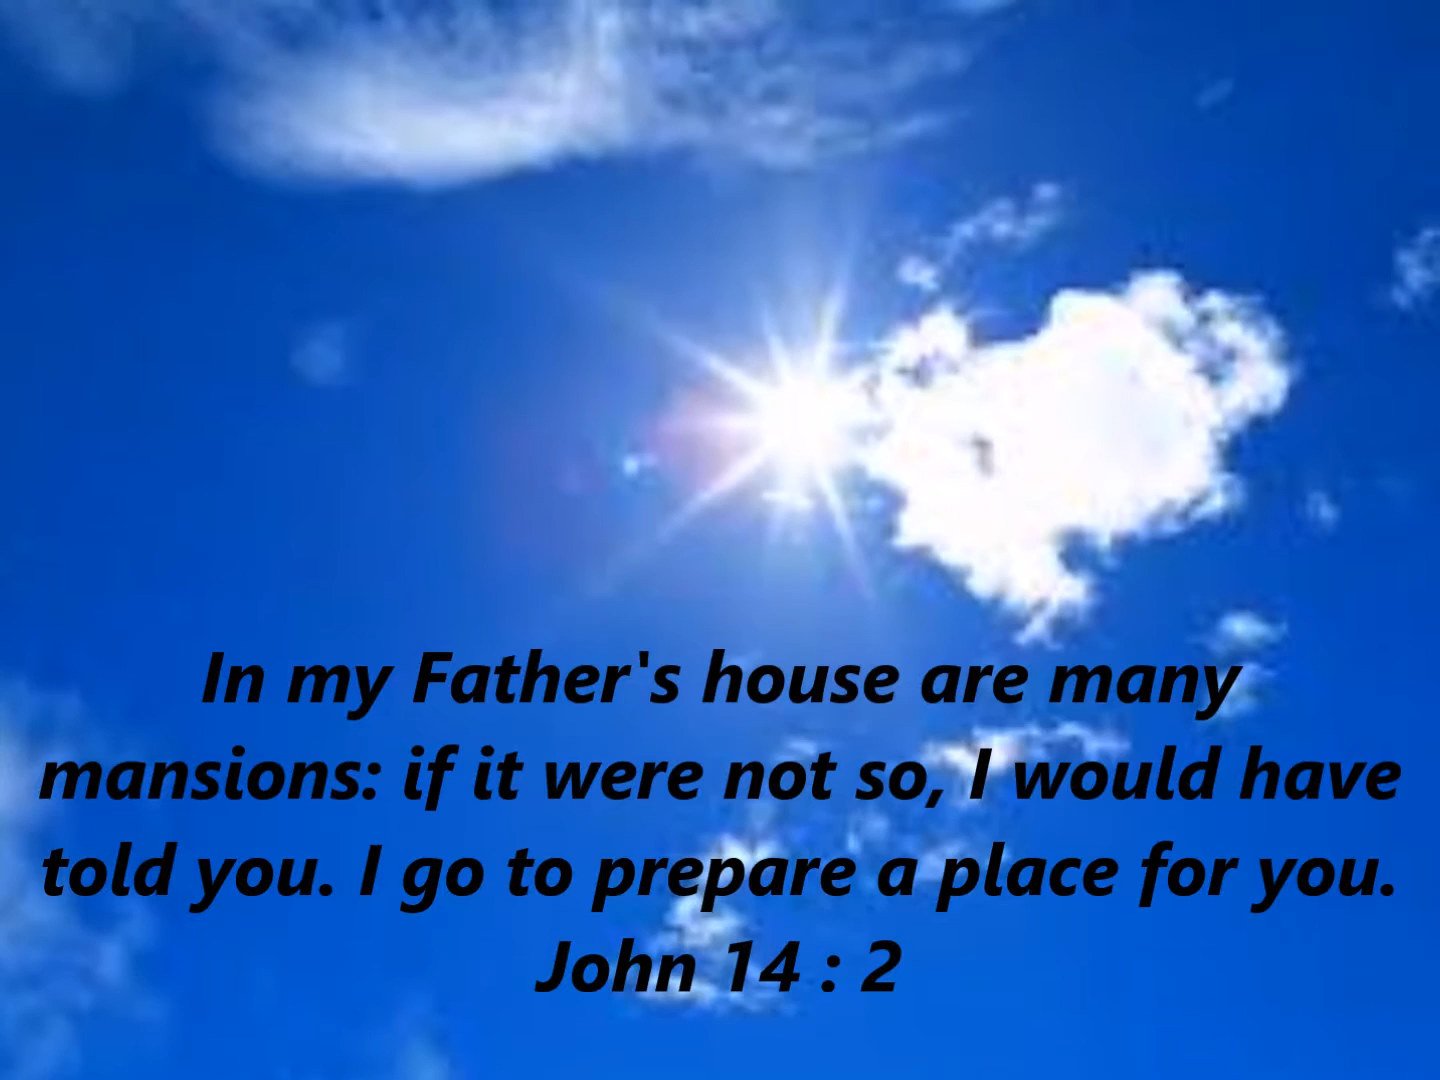 In my Father's house are many
mansions: if it were not so, I would have
told you. I go to prepare a place for you.
John 14 : 2